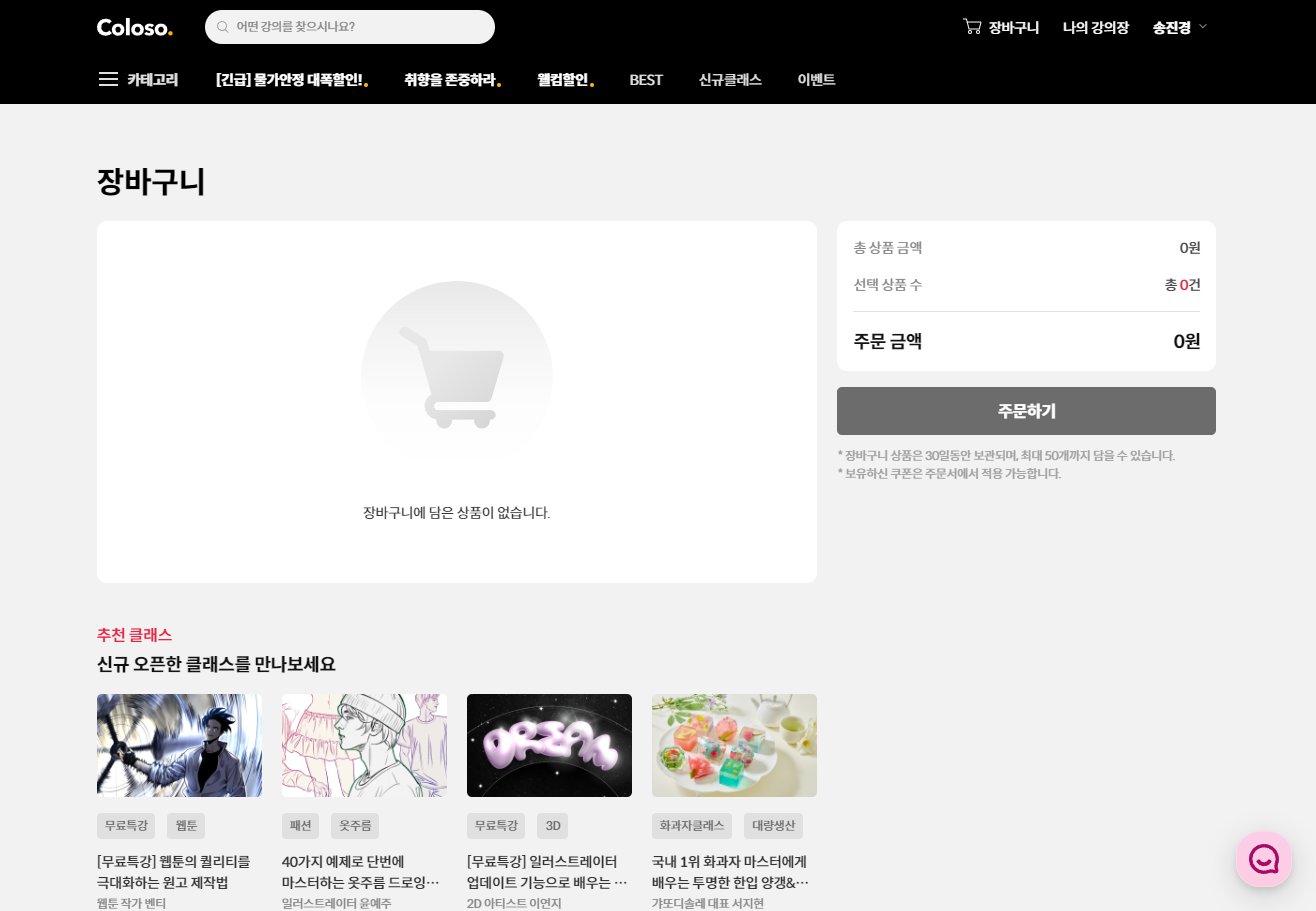 Coloso.
어떤 강의를 찾으시나요?
장바구니
나의 강의장
송진경
카테고리
[긴급] 물가안정 대폭할인!
취향을 존중하라
웰컴할인
BEST
신규클래스
이벤트
장바구니
장바구니에 담은 상품이 없습니다.
총 상품 금액
0원
선택 상품 수
총 0건
주문 금액
0원
주문하기
* 장바구니 상품은 30일동안 보관되며, 최대 50개까지 담을 수 있습니다.
* 보유하신 쿠폰은 주문서에서 적용 가능합니다.
추천 클래스
신규 오픈한 클래스를 만나보세요
DREAM
무료특강
웹툰
[무료특강] 웹툰의 퀄리티를
극대화하는 원고 제작법
웹툰 작가 벤티
패션
옷주름
40가지 예제로 단번에
마스터하는 옷주름 드로잉…
일러스트레이터 윤예주
무료특강
3D
[무료특강] 일러스트레이터
업데이트 기능으로 배우는 …
2D 아티스트 이연지
화과자클래스
대량생산
국내 1위 화과자 마스터에게
배우는 투명한 한입 양갱&…
갸또디솔레 대표 서지현